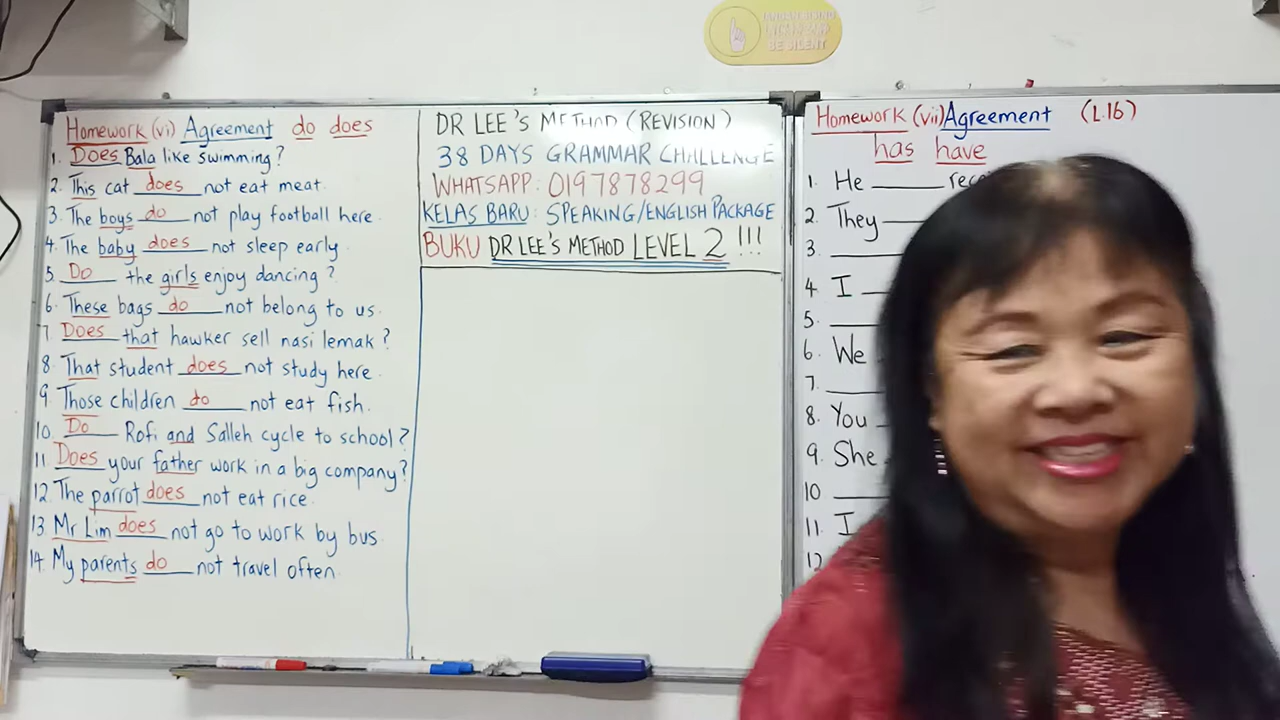 BE SILENT
Homework (vi) Agreement do does
1. Does Bala like swimming?
2. This cat does not eat meat.
3. The boys do not play football here.
4. The baby does not sleep early.
5. Do the girls enjoy dancing?
6. These bags do not belong to us.
7. Does that hawker sell nasi lemak?
8. That student does not study here.
9. Those children do not eat fish.
10. Do Rofi and Salleh cycle to school?
11. Does your father work in a big company?
12. The parrot does not eat rice.
13. Mr Lim does not go to work by bus.
14. My parents do not travel often.
DR LEE'S METHOD (REVISION)
38 DAYS GRAMMAR CHALLENGE
WHATSAPP: 0197878299
KELAS BARU: SPEAKING/ENGLISH PACKAGE
BUKU DR LEE'S METHOD LEVEL 2 !!!
Homework (vii) Agreement (L.16)
has have
1. He
2. They
3.
4. I
5.
6. We
7.
8. You
9. She
10
11. I
12